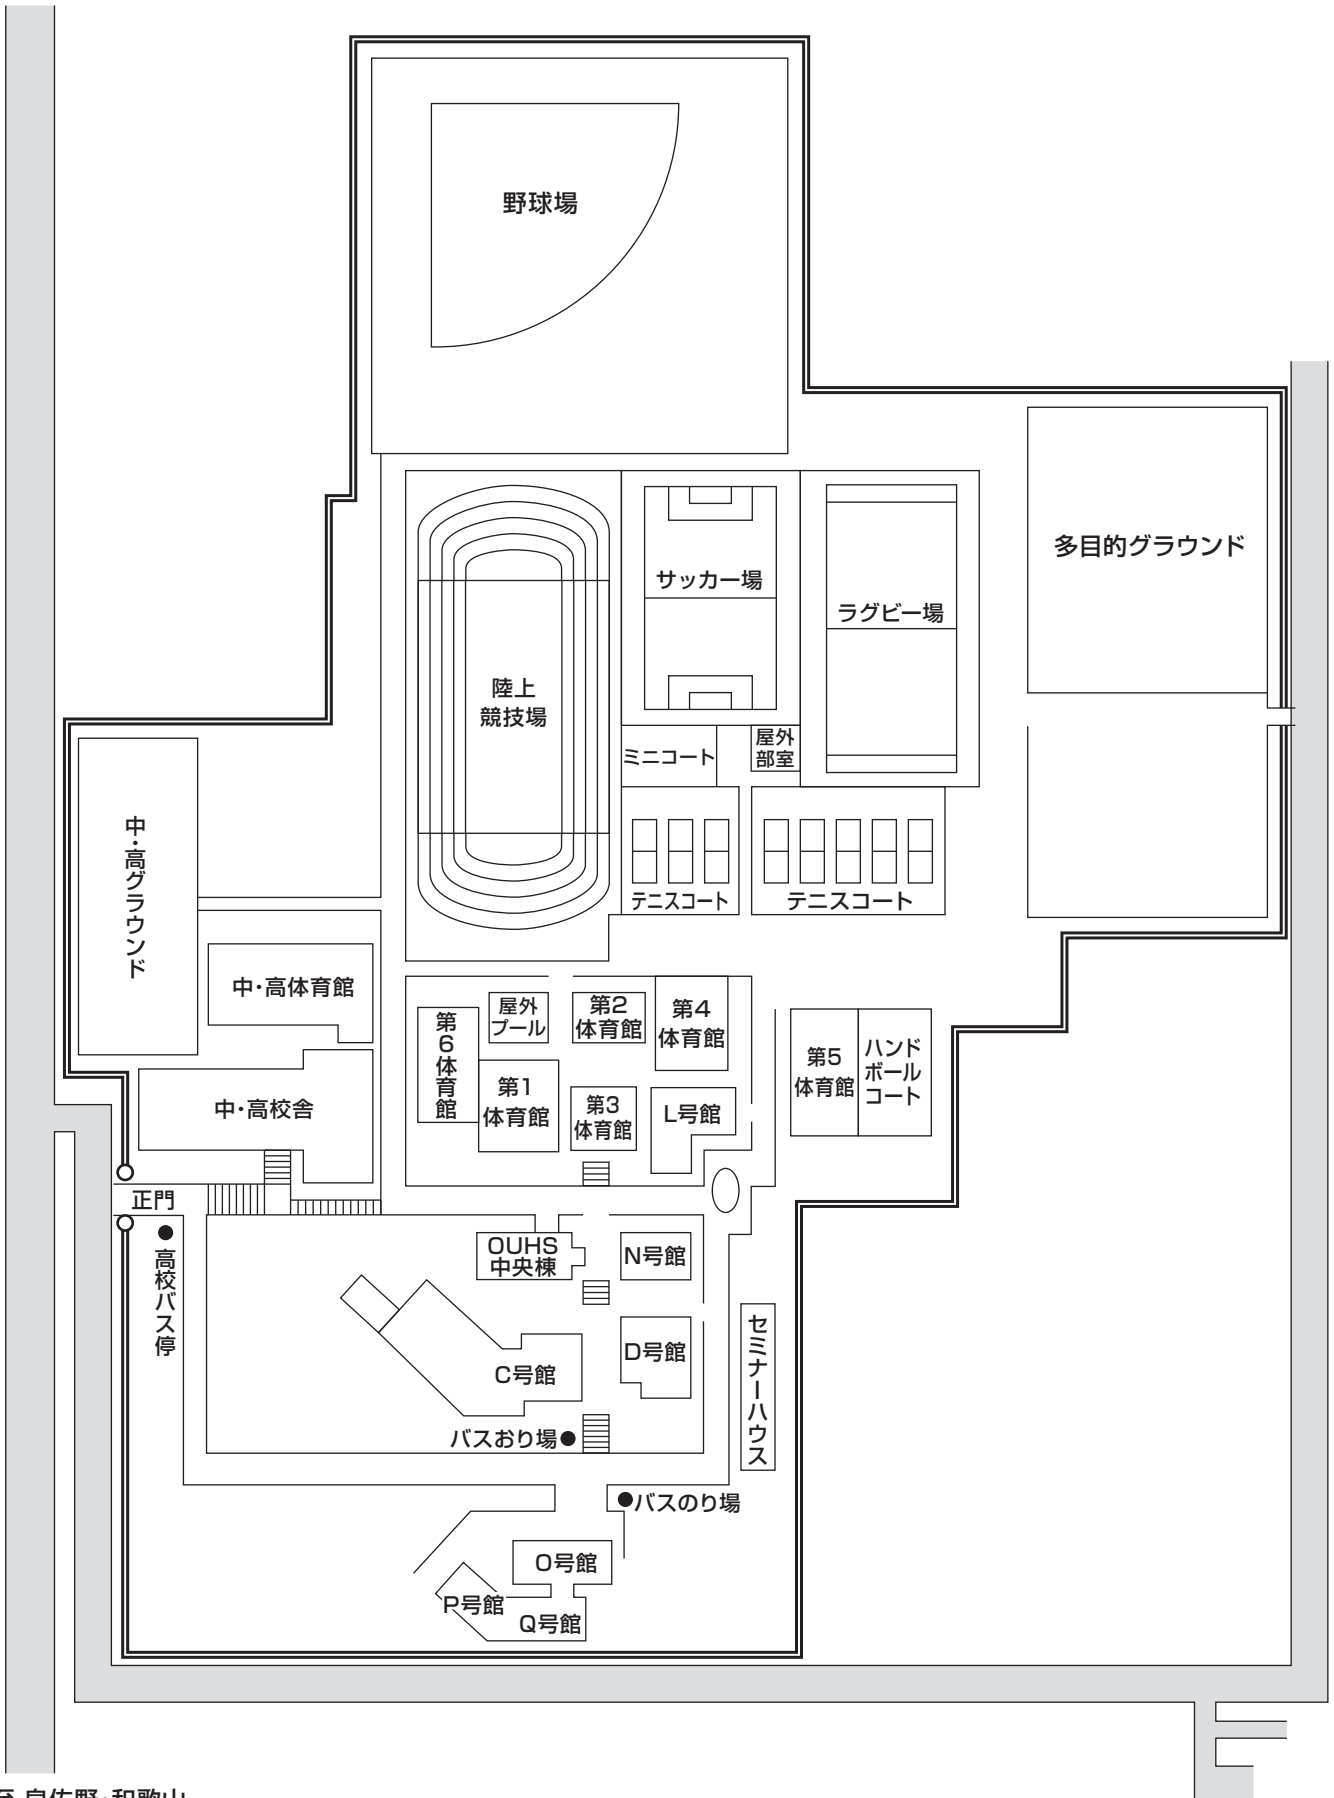 野球場
多目的グラウンド
サッカー場
ラグビー場
陸上
競技場
ミニコート
屋外
部室
テニスコート
テニスコート
中・高グラウンド
中・高体育館
中・高校舎
第6体育館
屋外
プール
第2
体育館
第4
体育館
第1
体育館
第3
体育館
L号館
第5
体育館
ハンド
ボール
コート
正門
高校バス停
OUHS
中央棟
N号館
C号館
D号館
セミナーハウス
バスおり場
バスのり場
O号館
P号館
Q号館